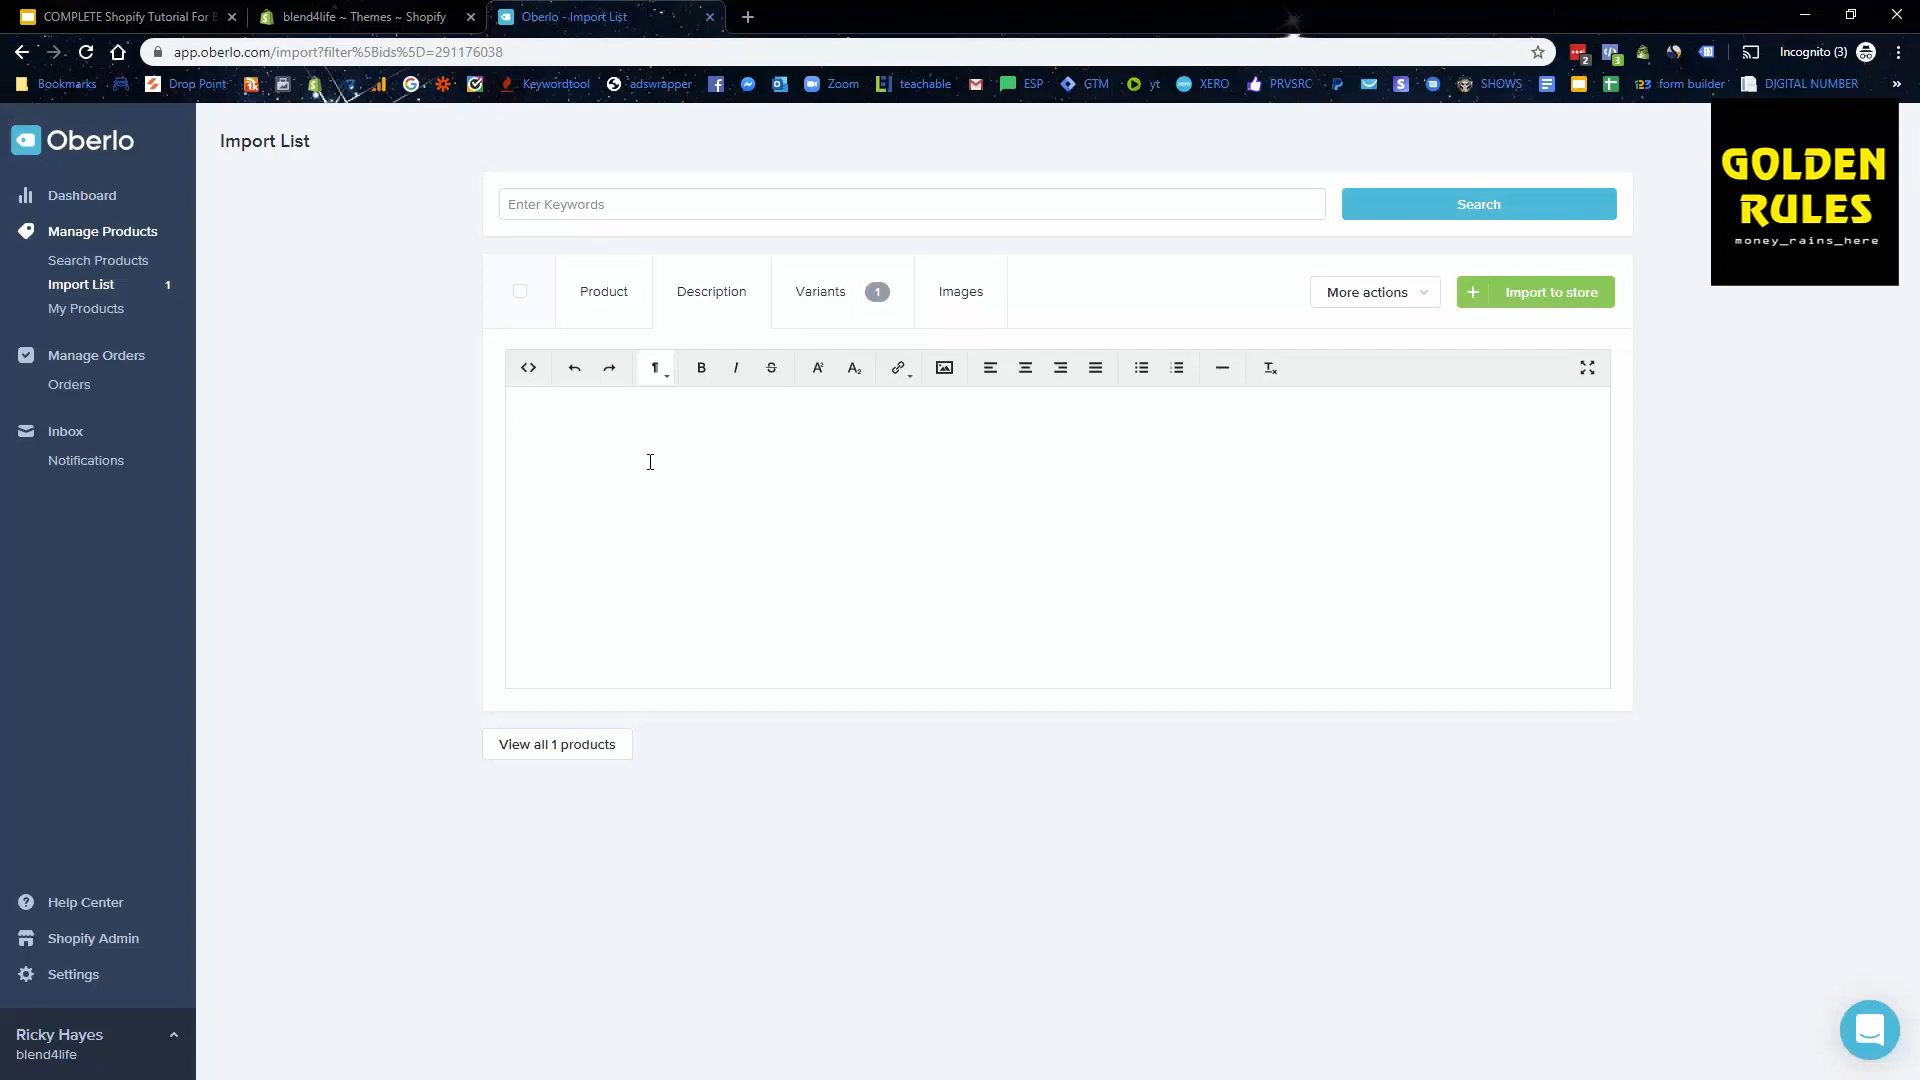 COMPLETE Shopify Tutorial For B
blend4life ~ Themes ~ Shopify
Oberlo - Import List
app.oberlo.com/import?filter%5Bids%5D=291176038
2
3
Incognito (3)
Bookmarks
Drop Point
Keywordtool
adswrapper
Zoom
teachable
ESP
GTM
yt
XERO
PRVSRC
SHOWS
123 form builder
DIGITAL NUMBER
»
Oberlo
Import List
GOLDEN
RULES
money_rains_here
Dashboard
Manage Products
Search Products
Import List 1
My Products
Manage Orders
Orders
Inbox
Notifications
Enter Keywords
Search
Product
Description
Variants 1
Images
More actions
+ Import to store
View all 1 products
Help Center
Shopify Admin
Settings
Ricky Hayes
blend4life